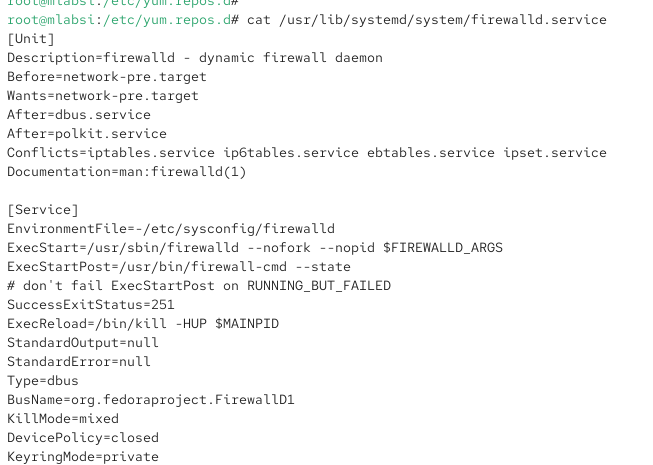 root@mlabsi:/etc/yum.repos.d#
root@mlabsi:/etc/yum.repos.d# cat /usr/lib/systemd/system/firewalld.service
[Unit]
Description=firewalld - dynamic firewall daemon
Before=network-pre.target
Wants=network-pre.target
After=dbus.service
After=polkit.service
Conflicts=iptables.service ip6tables.service ebtables.service ipset.service
Documentation=man:firewalld(1)

[Service]
EnvironmentFile=-/etc/sysconfig/firewalld
ExecStart=/usr/sbin/firewalld --nofork --nopid $FIREWALLD_ARGS
ExecStartPost=/usr/bin/firewall-cmd --state
# don't fail ExecStartPost on RUNNING_BUT_FAILED
SuccessExitStatus=251
ExecReload=/bin/kill -HUP $MAINPID
StandardOutput=null
StandardError=null
Type=dbus
BusName=org.fedoraproject.FirewallD1
KillMode=mixed
DevicePolicy=closed
KeyringMode=private